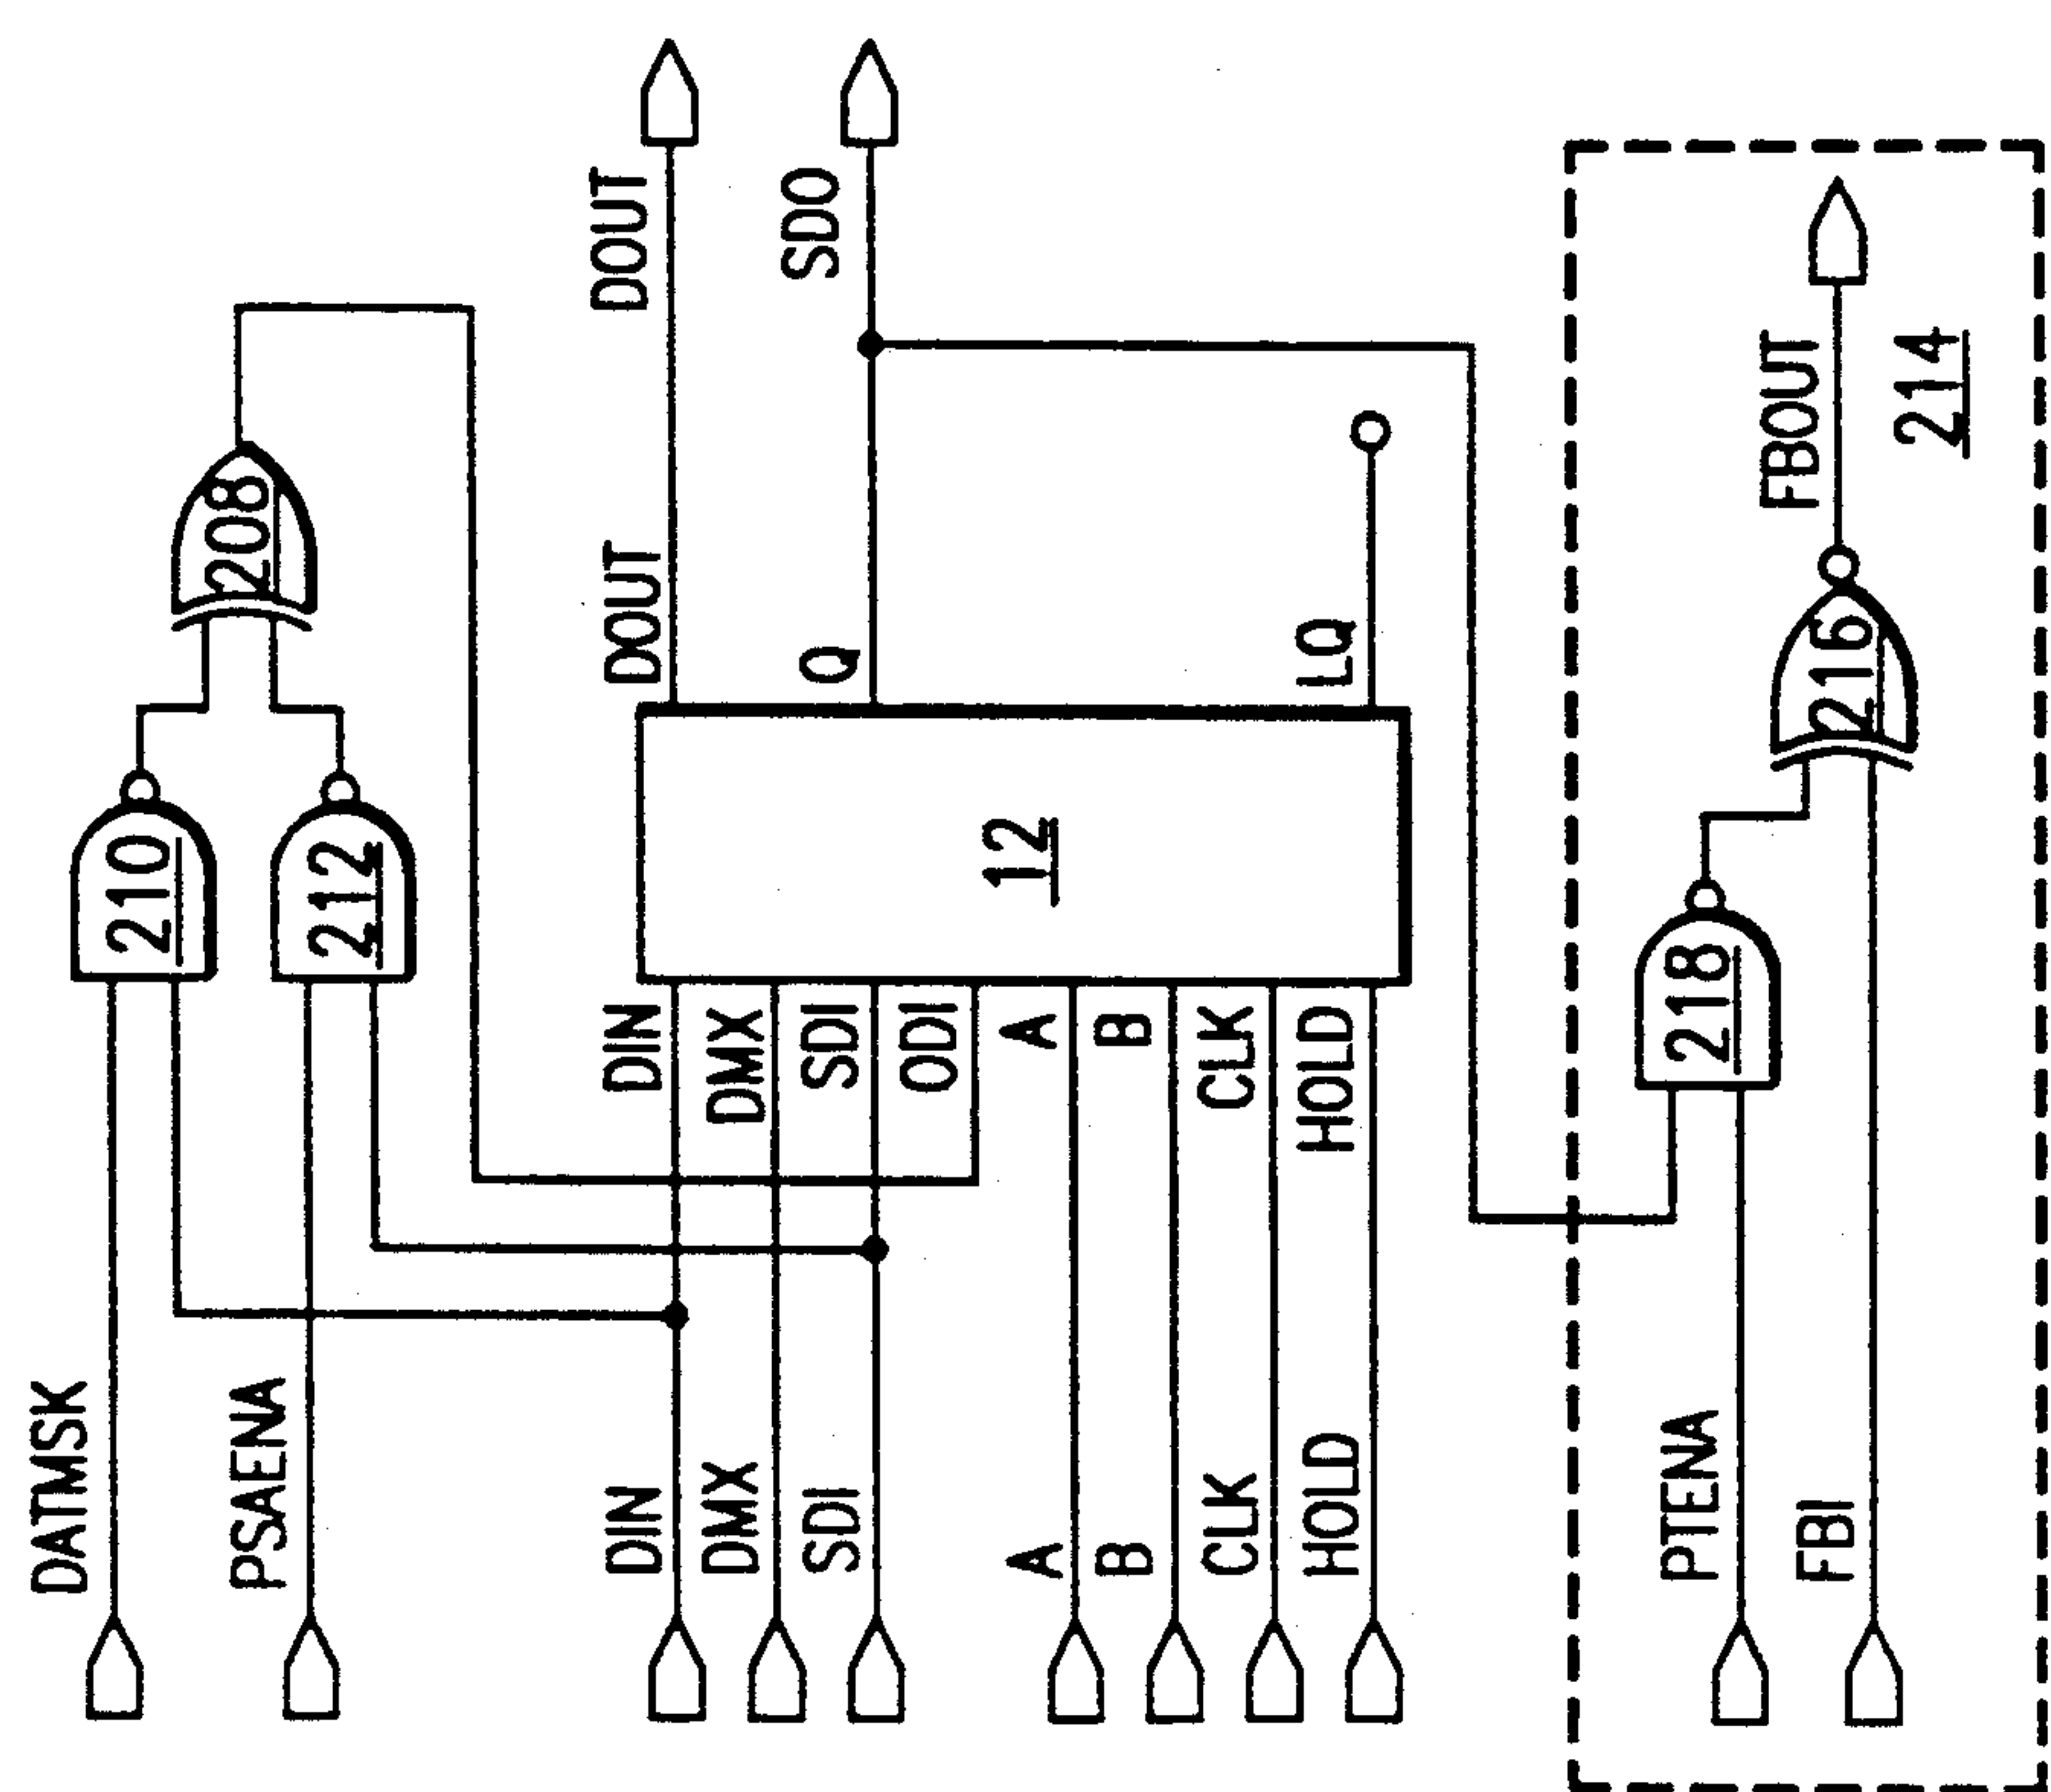 DATMSK
PSAENA
210
212
208
DIN
DMX
SDI
A
B
CLK
HOLD
DIN
DMX
SDI
ODI
A
B
CLK
HOLD
12
DOUT
Q
LQ
DOUT
SDO
PTENA
FBI
218
216
FBOUT
214